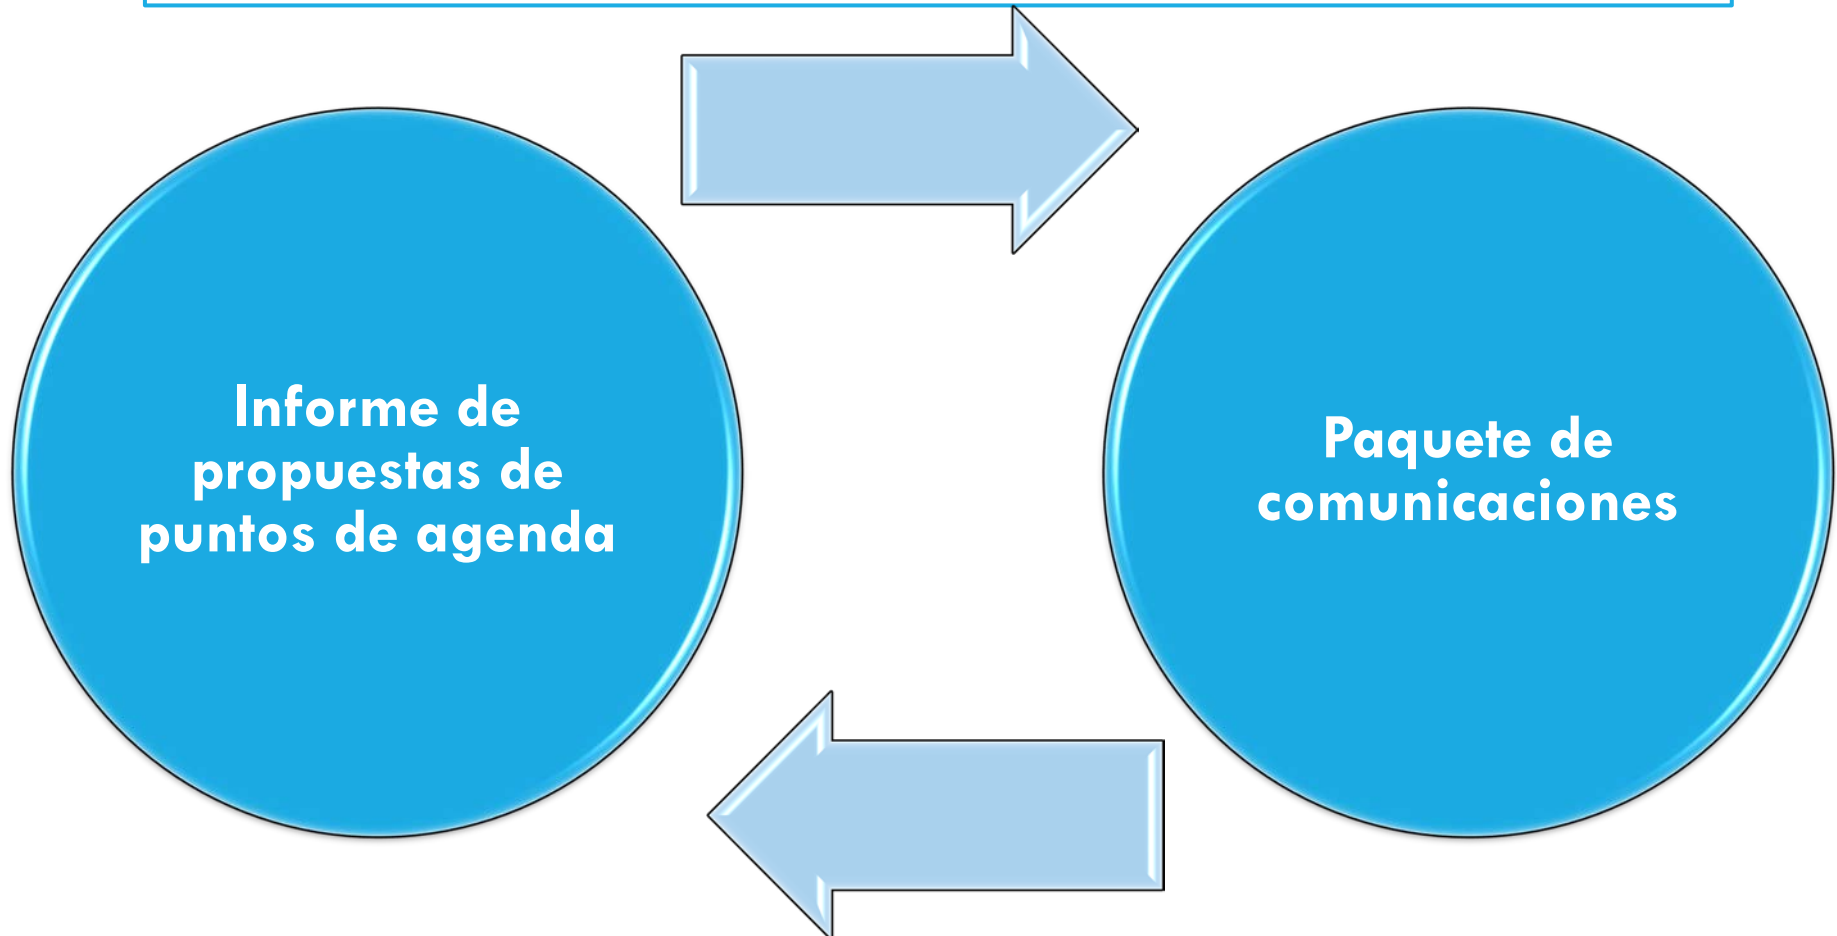 Informe de
propuestas de
puntos de agenda
Paquete de
comunicaciones